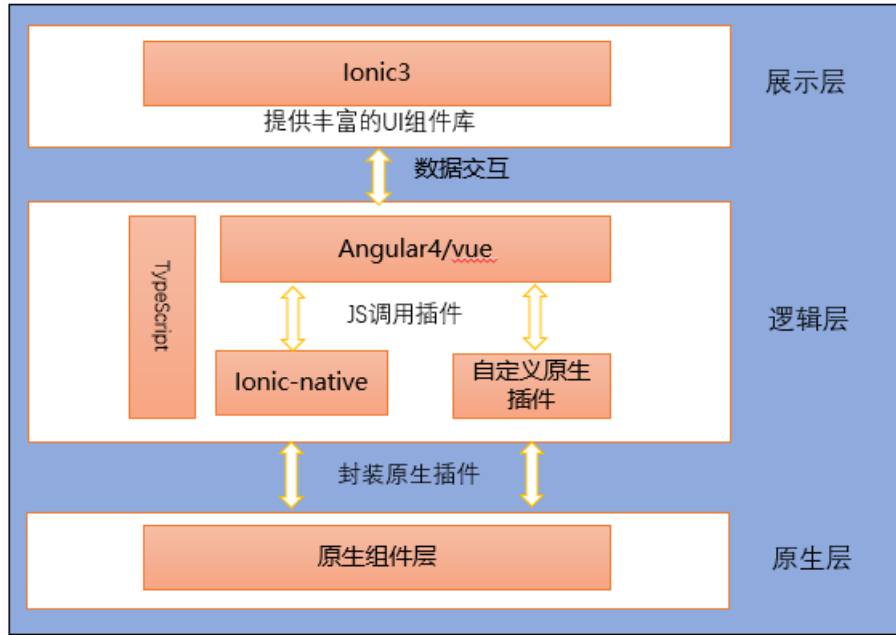 Ionic3
展示层
提供丰富的UI组件库
数据交互
TypeScript
Angular4/vue
JS调用插件
逻辑层
Ionic-native
自定义原生
插件
封装原生插件
原生组件层
原生层